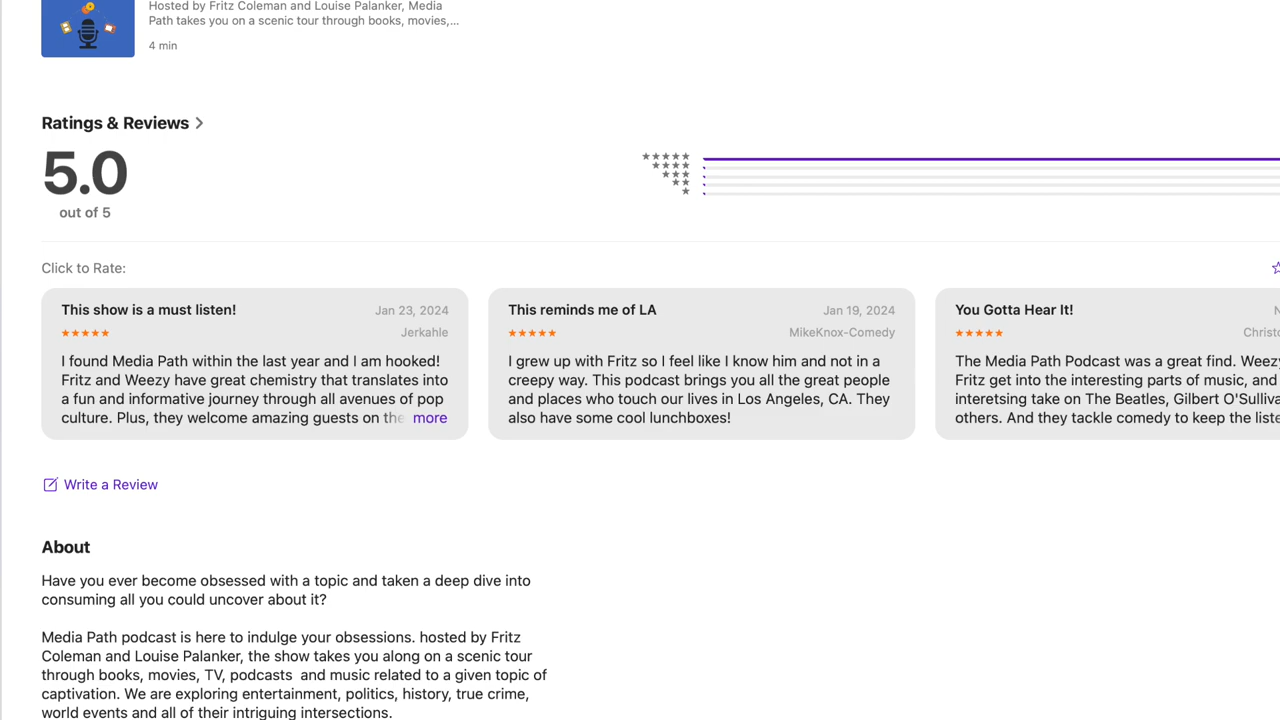 Hosted by Fritz Coleman and Louise Palanker, Media
Path takes you on a scenic tour through books, movies,...
4 min
Ratings & Reviews
5.0
out of 5
Click to Rate:
This show is a must listen!
Jan 23, 2024
Jerkahle
I found Media Path within the last year and I am hooked!
Fritz and Weezy have great chemistry that translates into
a fun and informative journey through all avenues of pop
culture. Plus, they welcome amazing guests on the more
This reminds me of LA
Jan 19, 2024
MikeKnox-Comedy
I grew up with Fritz so I feel like I know him and not in a
creepy way. This podcast brings you all the great people
and places who touch our lives in Los Angeles, CA. They
also have some cool lunchboxes!
You Gotta Hear It!
The Media Path Podcast was a great find. Weezy
Fritz get into the interesting parts of music, and
interetsing take on The Beatles, Gilbert O'Sulliva
others. And they tackle comedy to keep the liste
Write a Review
About
Have you ever become obsessed with a topic and taken a deep dive into
consuming all you could uncover about it?
Media Path podcast is here to indulge your obsessions. hosted by Fritz
Coleman and Louise Palanker, the show takes you along on a scenic tour
through books, movies, TV, podcasts  and music related to a given topic of
captivation. We are exploring entertainment, politics, history, true crime,
world events and all of their intriguing intersections.